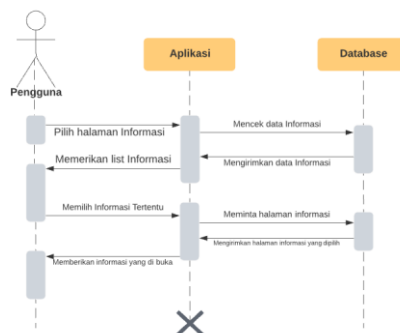 Aplikasi
Database
Pengguna
Pilih halaman Informasi
Mencek data Informasi
Memerikan list Informasi
Mengirimkan data Informasi
Memilih Informasi Tertentu
Meminta halaman informasi
Mengirimkan halaman informasi yang dipilih
Memberikan informasi yang di buka